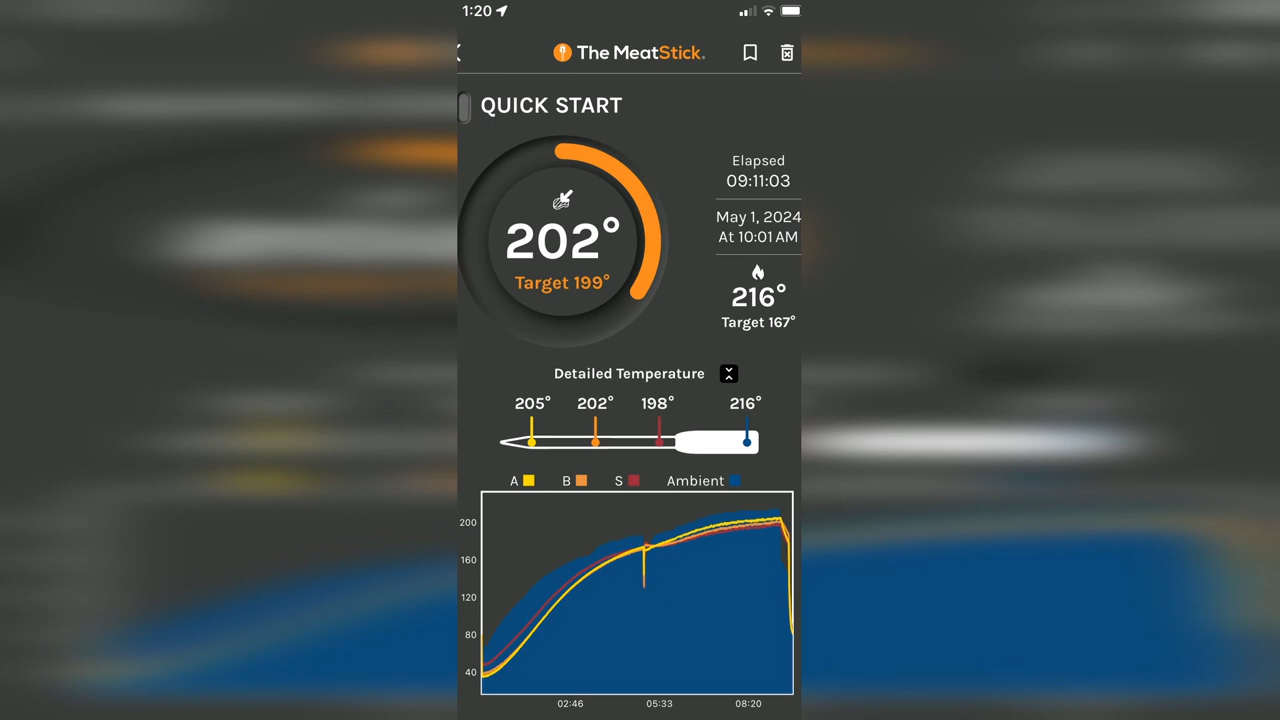 1:20
The MeatStick.
QUICK START
202°
Target 199°
Elapsed
09:11:03
May 1, 2024
At 10:01 AM
216°
Target 167°
Detailed Temperature
205° 202° 198° 216°
A B S Ambient
200
160
120
80
40
02:46 05:33 08:20